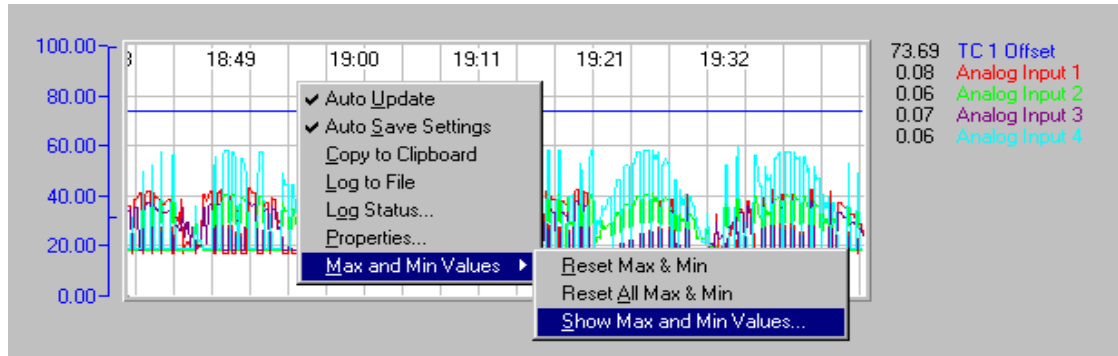 100.00
80.00
60.00
40.00
20.00
0.00
18:49 19:00 19:11 19:21 19:32
Auto Update
Auto Save Settings
Copy to Clipboard
Log to File
Log Status...
Properties...
Max and Min Values
Reset Max & Min
Reset All Max & Min
Show Max and Min Values...
73.69 TC 1 Offset
0.08 Analog Input 1
0.06 Analog Input 2
0.07 Analog Input 3
0.06 Analog Input 4